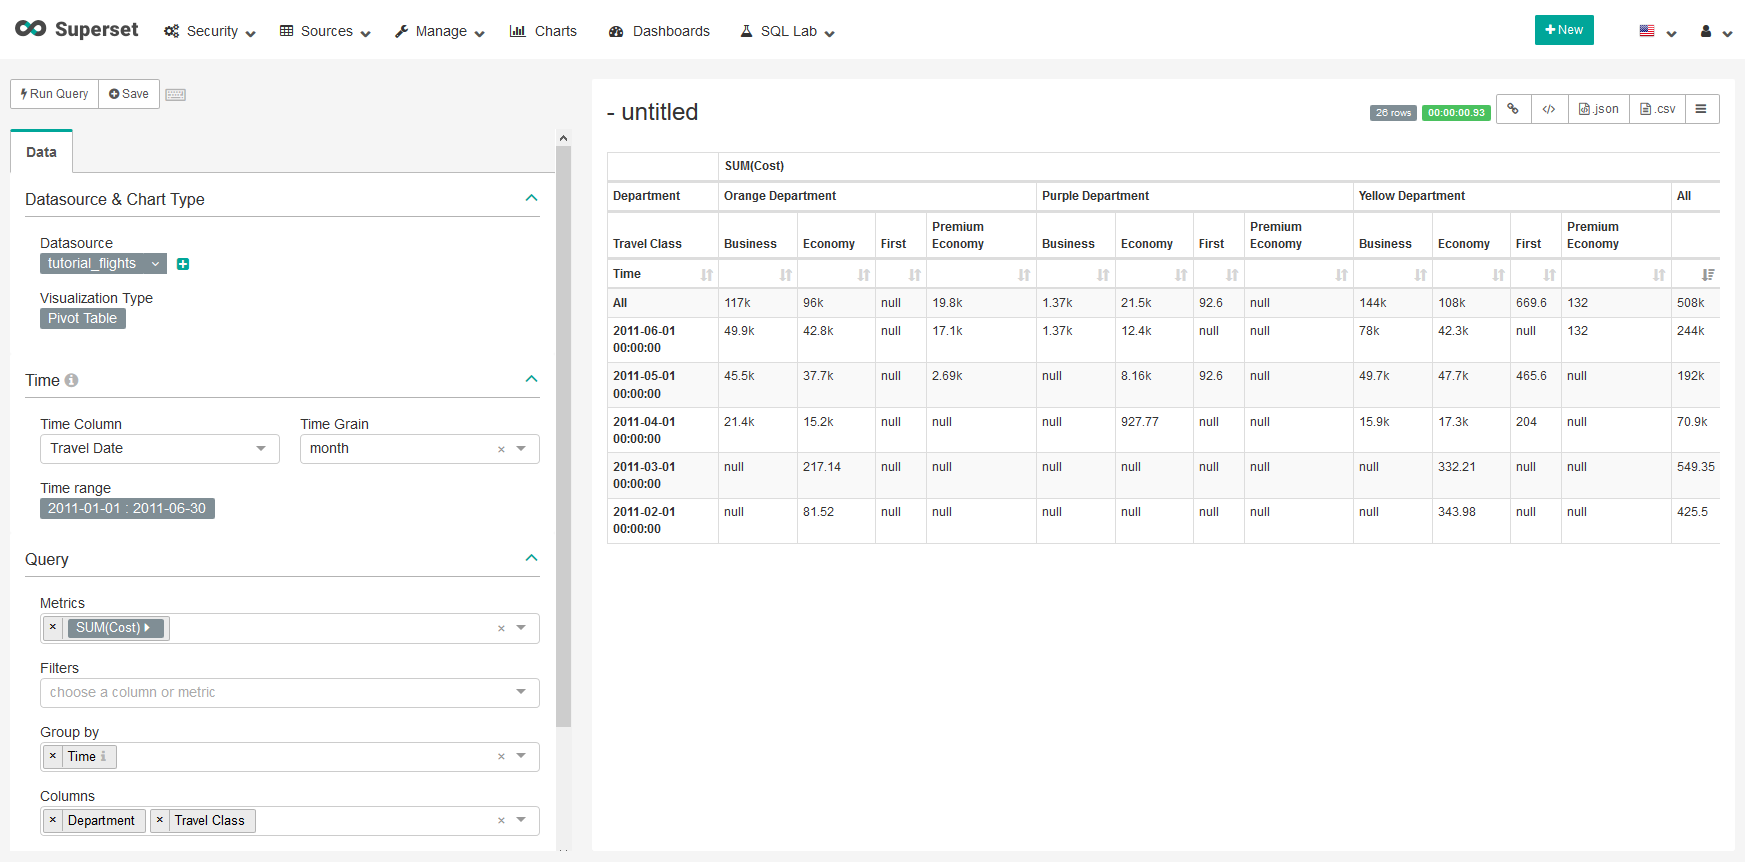 Superset Security Sources Manage Charts Dashboards SQL Lab New
Run Query Save
Data
Datasource & Chart Type
Datasource
tutorial_flights
Visualization Type
Pivot Table
Time
Time Column Time Grain
Travel Date month
Time range
2011-01-01 : 2011-06-30
Query
Metrics
SUM(Cost)
Filters
choose a column or metric
Group by
Time
Columns
Department Travel Class
- untitled 26 rows 00:00:00.93 </> .json .csv
SUM(Cost)
Department Orange Department Purple Department Yellow Department All
Travel Class Business Economy First Premium Economy Business Economy First Premium Economy Business Economy First Premium Economy
Time
All 117k 96k null 19.8k 1.37k 21.5k 92.6 null 144k 108k 669.6 132 508k
2011-06-01 00:00:00 49.9k 42.8k null 17.1k 1.37k 12.4k null null 78k 42.3k null 132 244k
2011-05-01 00:00:00 45.5k 37.7k null 2.69k null 8.16k 92.6 null 49.7k 47.7k 465.6 null 192k
2011-04-01 00:00:00 21.4k 15.2k null null null 927.77 null null 15.9k 17.3k 204 null 70.9k
2011-03-01 00:00:00 null 217.14 null null null null null null null 332.21 null null 549.35
2011-02-01 00:00:00 null 81.52 null null null null null null null 343.98 null null 425.5